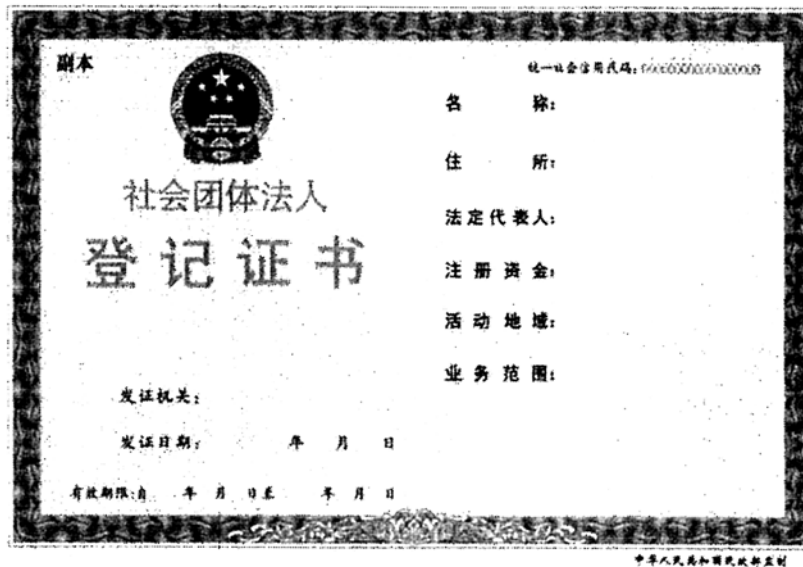 副本
社会团体法人
登记证书
发证机关：
发证日期： 年 月 日
有效期限：自 年 月 日至 年 月 日
统一社会信用代码：
名 称：
住 所：
法定代表人：
注册资金：
活动地域：
业务范围：
中华人民共和国民政部监制